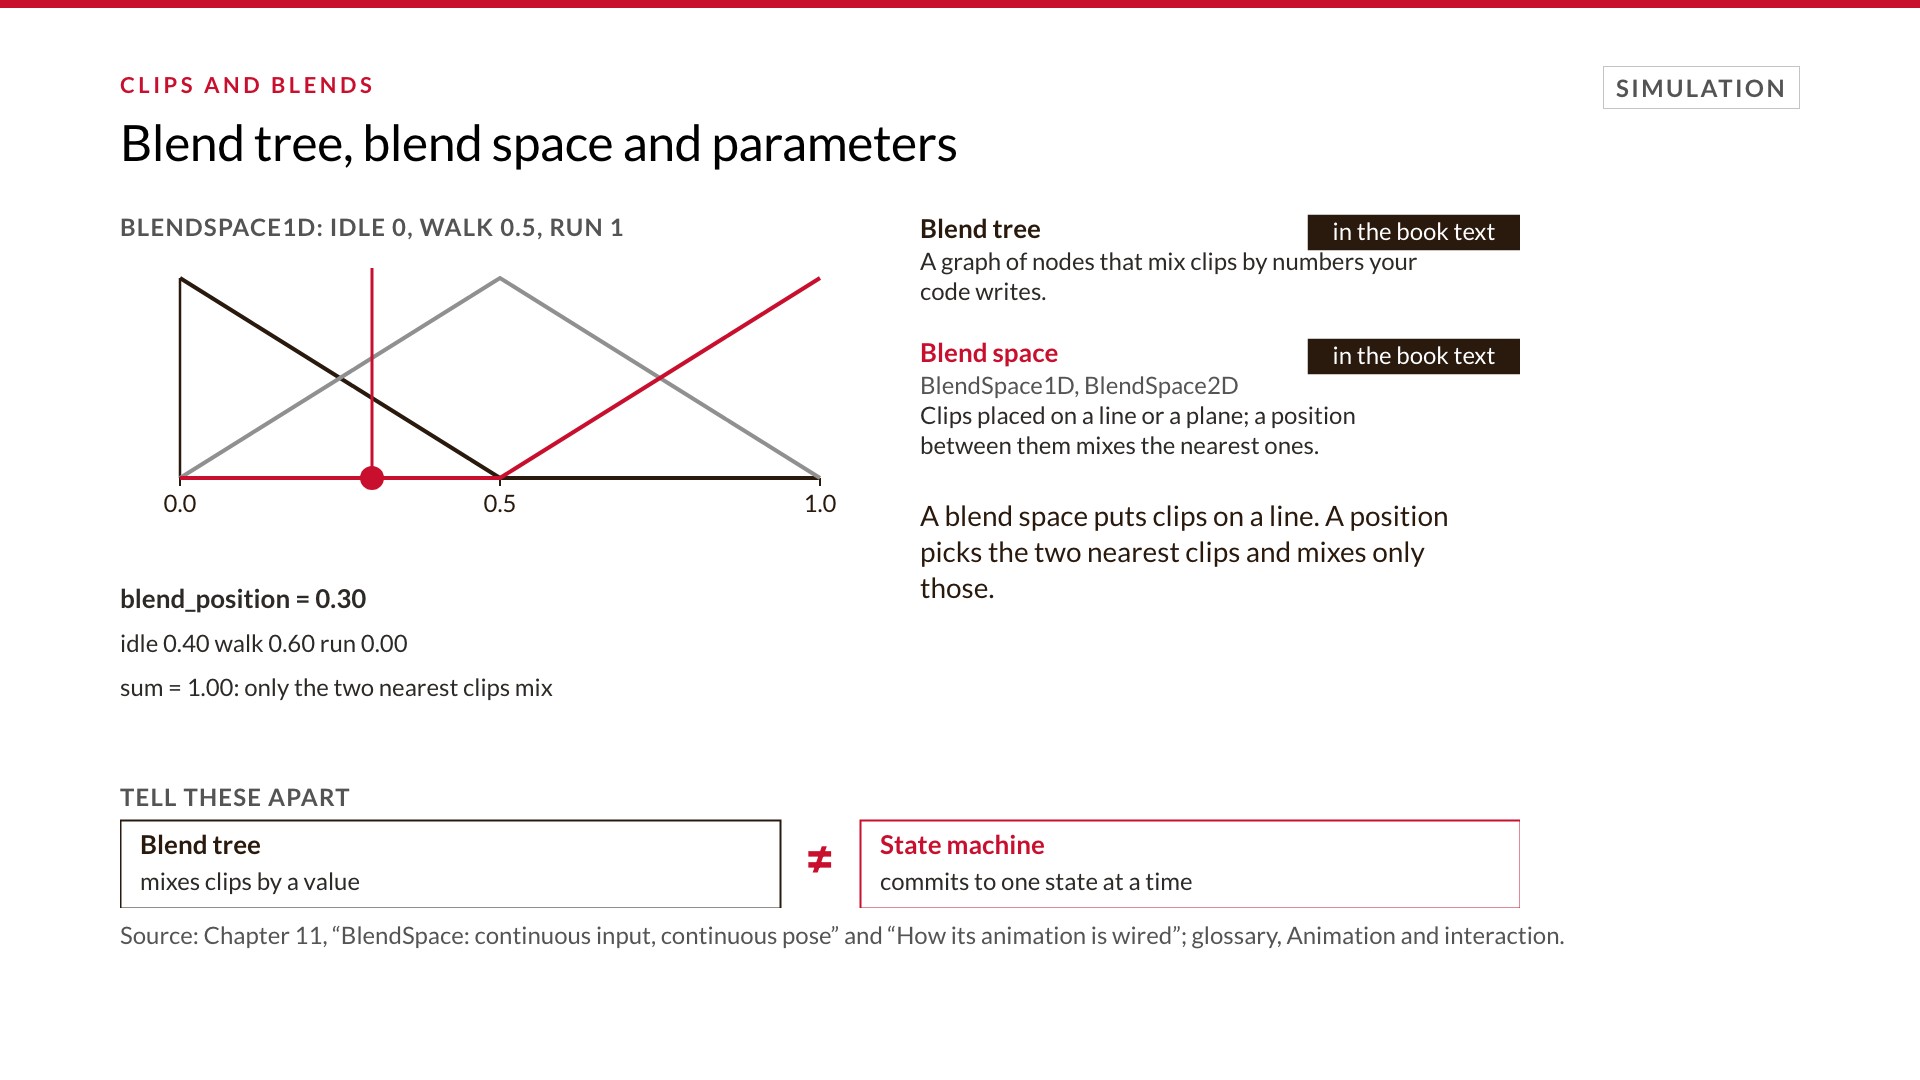 CLIPS AND BLENDS
SIMULATION
Blend tree, blend space and parameters
BLENDSPACE1D: IDLE 0, WALK 0.5, RUN 1
0.0
0.5
1.0
blend_position = 0.30
idle 0.40 walk 0.60 run 0.00
sum = 1.00: only the two nearest clips mix
Blend tree
in the book text
A graph of nodes that mix clips by numbers your
code writes.
Blend space
in the book text
BlendSpace1D, BlendSpace2D
Clips placed on a line or a plane; a position
between them mixes the nearest ones.
A blend space puts clips on a line. A position
picks the two nearest clips and mixes only
those.
TELL THESE APART
Blend tree
mixes clips by a value
≠
State machine
commits to one state at a time
Source: Chapter 11, “BlendSpace: continuous input, continuous pose” and “How its animation is wired”; glossary, Animation and interaction.